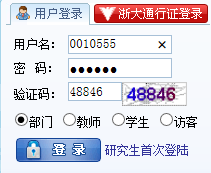 用户登录 浙大通行证登录
用户名: 0010555
密 码: ●●●●●●
验证码: 48846 48846
部门 教师 学生 访客
登 录 研究生首次登陆